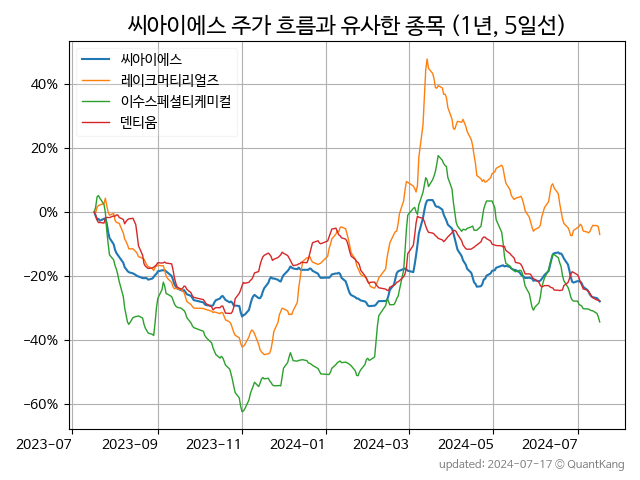 씨아이에스 주가 흐름과 유사한 종목 (1년, 5일선)
씨아이에스
레이크머티리얼즈
이수스페셜티케미컬
덴티움
40%
20%
0%
−20%
−40%
−60%
2023-07 2023-09 2023-11 2024-01 2024-03 2024-05 2024-07
updated: 2024-07-17 © QuantKang